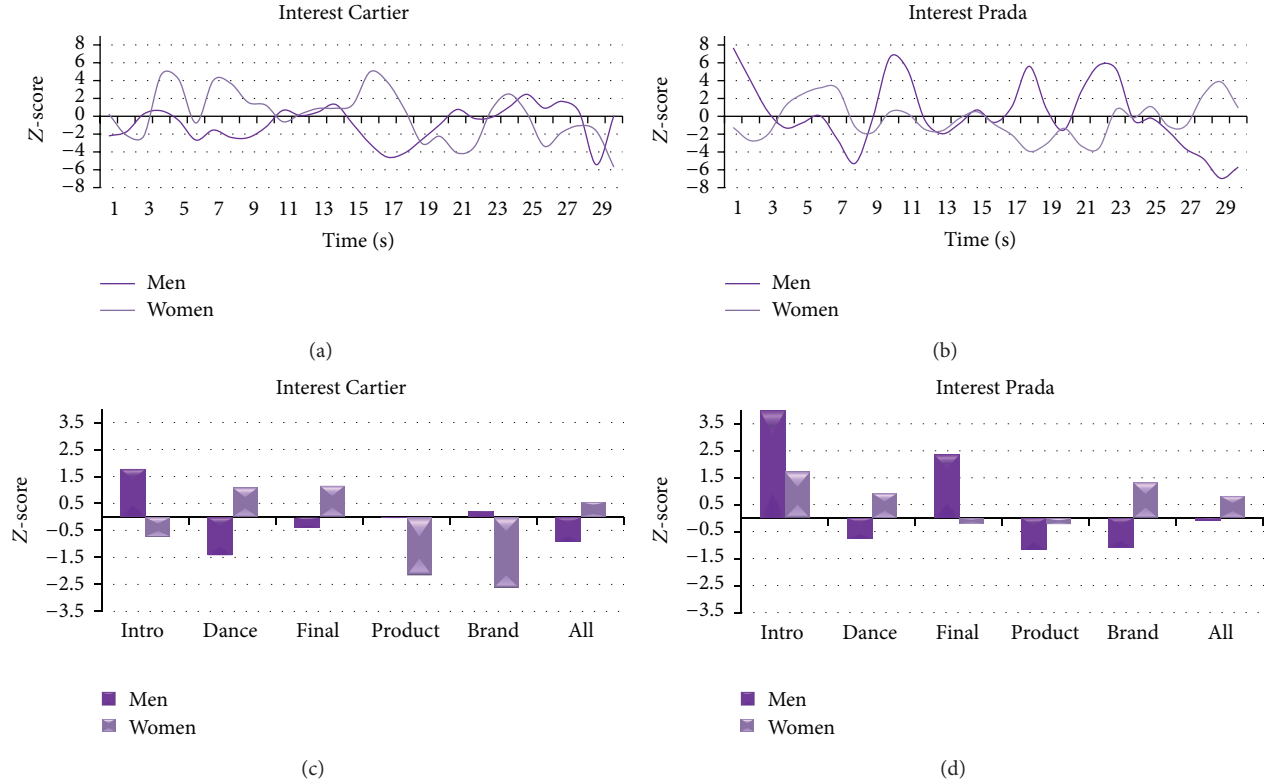 Interest Cartier
8
6
4
2
0
−2
−4
−6
−8
Z-score
1 3 5 7 9 11 13 15 17 19 21 23 25 27 29
Time (s)
Men
Women
(a)
Interest Prada
8
6
4
2
0
−2
−4
−6
−8
Z-score
1 3 5 7 9 11 13 15 17 19 21 23 25 27 29
Time (s)
Men
Women
(b)
Interest Cartier
3.5
2.5
1.5
0.5
−0.5
−1.5
−2.5
−3.5
Z-score
Intro Dance Final Product Brand All
Men
Women
(c)
Interest Prada
3.5
2.5
1.5
0.5
−0.5
−1.5
−2.5
−3.5
Z-score
Intro Dance Final Product Brand All
Men
Women
(d)